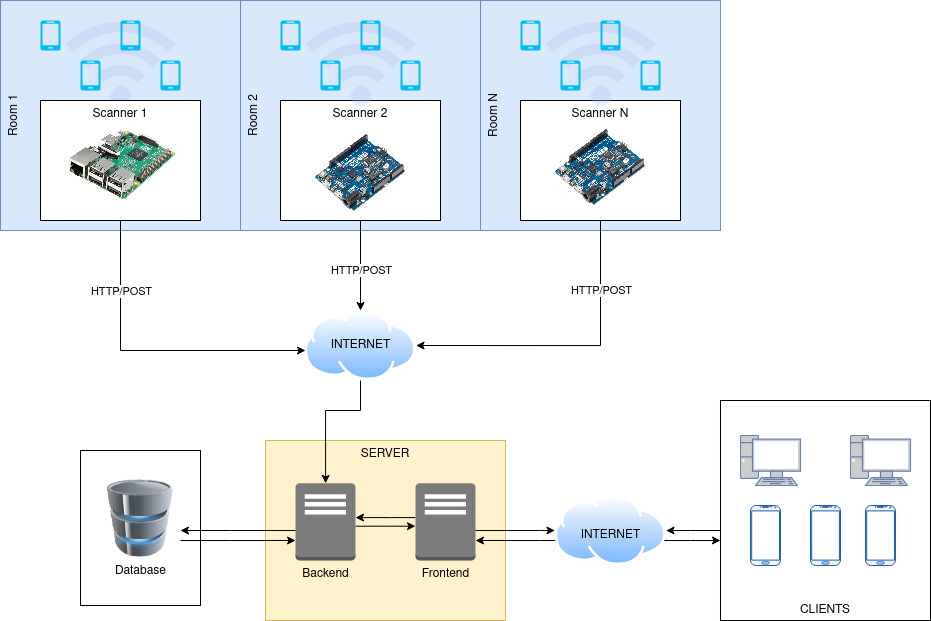 Room 1
Scanner 1
Room 2
Scanner 2
Room N
Scanner N
HTTP/POST
HTTP/POST
HTTP/POST
INTERNET
SERVER
Backend
Frontend
Database
INTERNET
CLIENTS